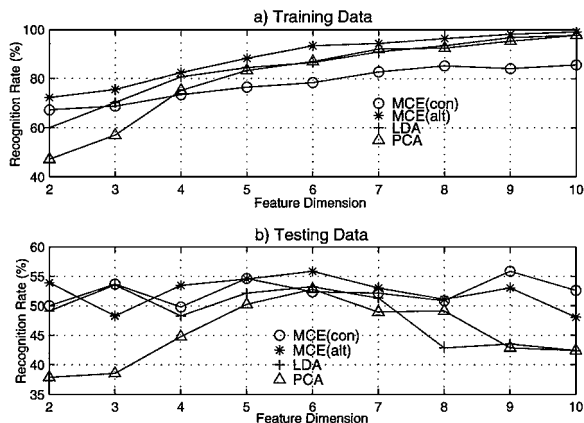 a) Training Data
Recognition Rate (%)
100
80
60
40
MCE(con)
MCE(alt)
LDA
PCA
2 3 4 5 6 7 8 9 10
Feature Dimension
b) Testing Data
Recognition Rate (%)
60
55
50
45
40
35
MCE(con)
MCE(alt)
LDA
PCA
2 3 4 5 6 7 8 9 10
Feature Dimension